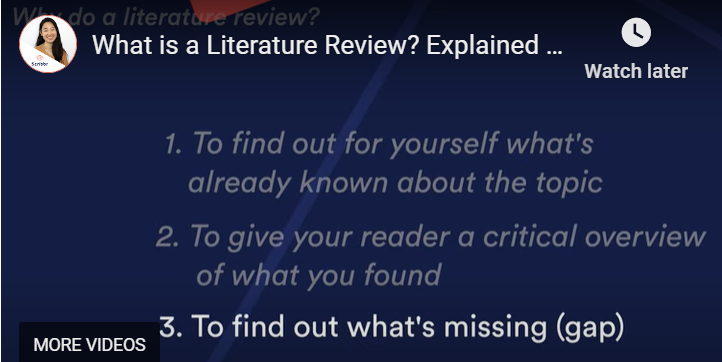 Why do a literature review?
What is a Literature Review? Explained ...
Scribbr
Watch later
1. To find out for yourself what's
already known about the topic
2. To give your reader a critical overview
of what you found
3. To find out what's missing (gap)
MORE VIDEOS